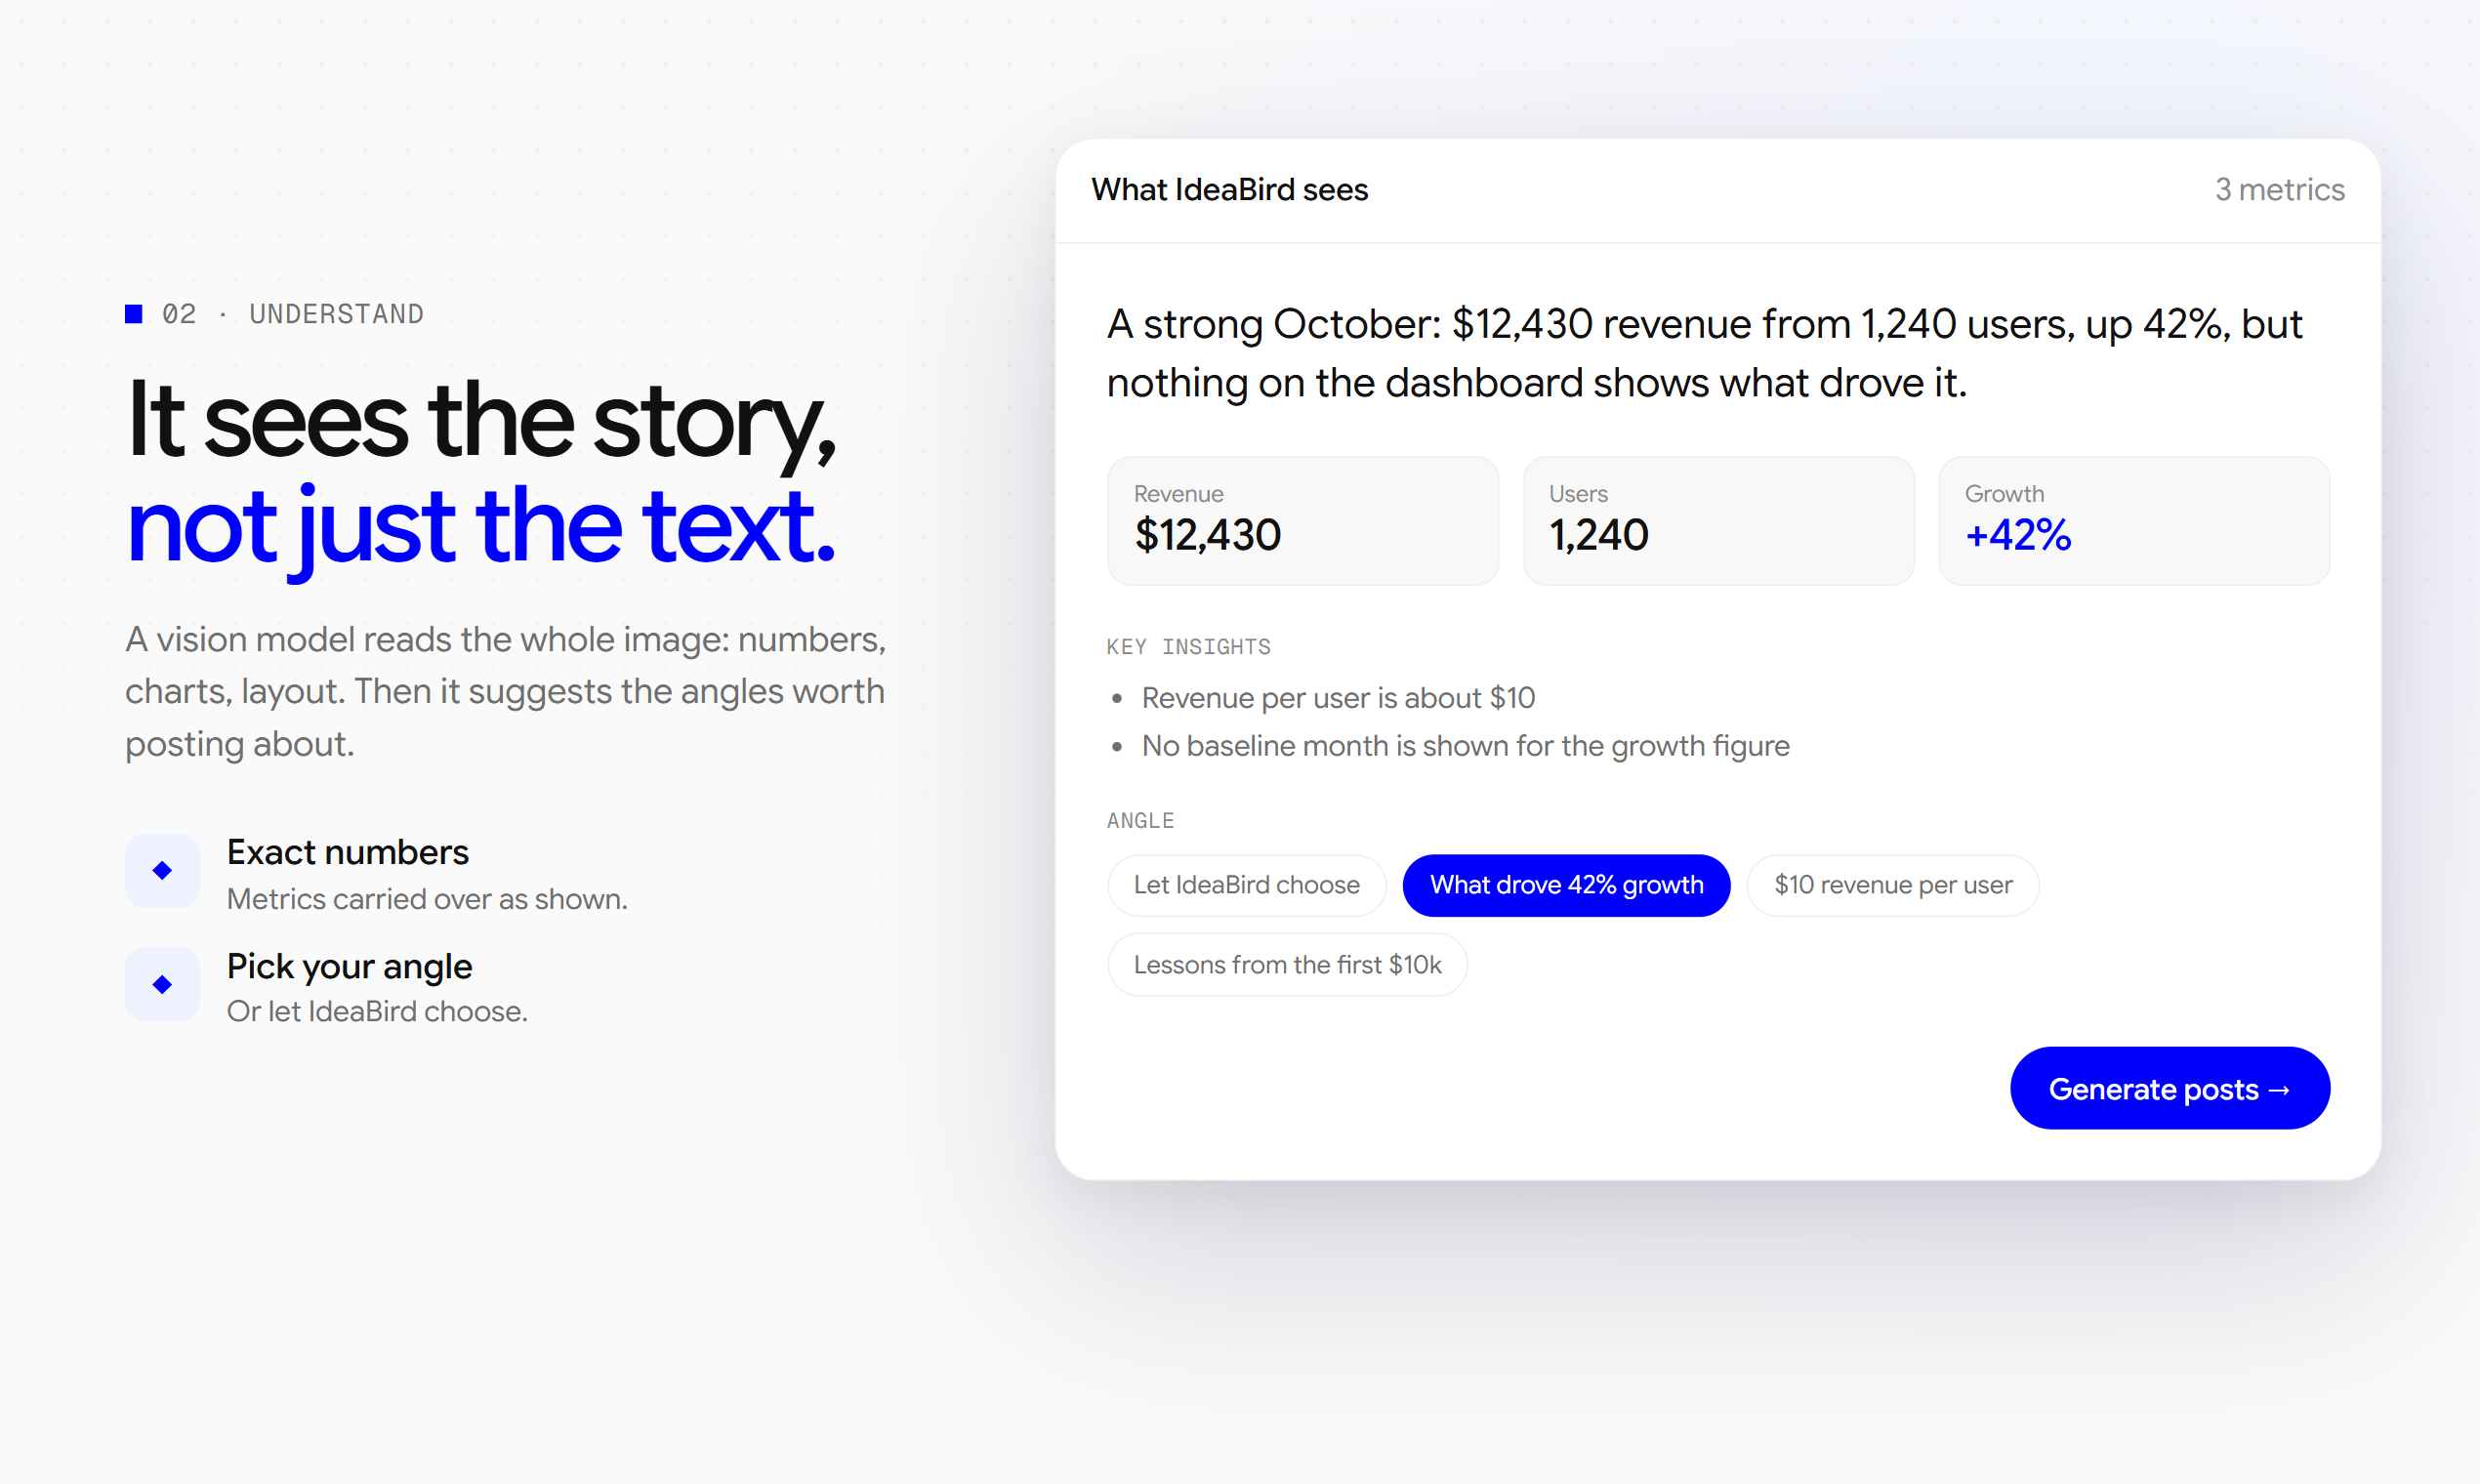 02 · UNDERSTAND
It sees the story,
not just the text.
A vision model reads the whole image: numbers,
charts, layout. Then it suggests the angles worth
posting about.
Exact numbers
Metrics carried over as shown.
Pick your angle
Or let IdeaBird choose.
What IdeaBird sees
3 metrics
A strong October: $12,430 revenue from 1,240 users, up 42%, but
nothing on the dashboard shows what drove it.
Revenue
$12,430
Users
1,240
Growth
+42%
KEY INSIGHTS
• Revenue per user is about $10
• No baseline month is shown for the growth figure
ANGLE
Let IdeaBird choose
What drove 42% growth
$10 revenue per user
Lessons from the first $10k
Generate posts →